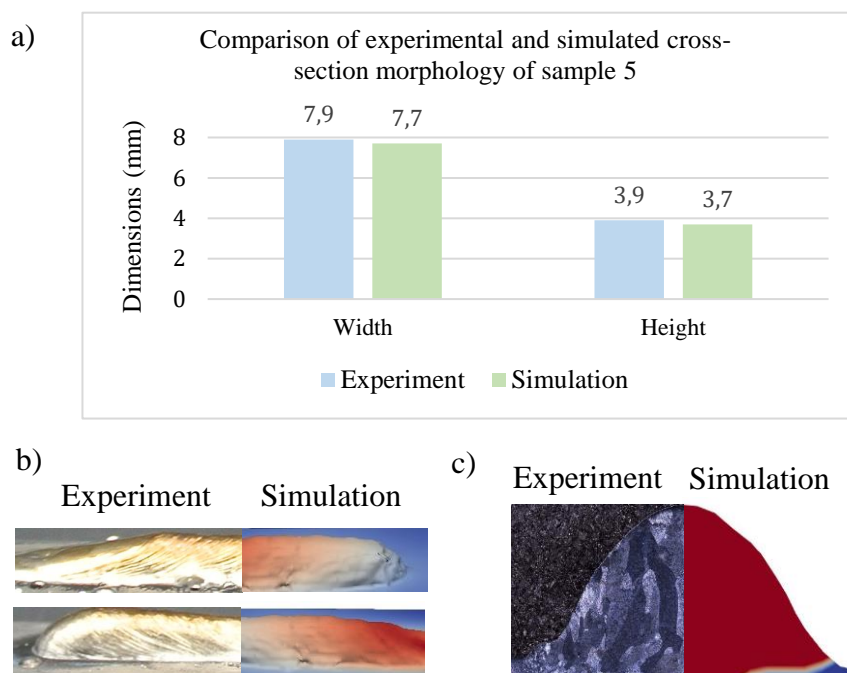 a)
Comparison of experimental and simulated cross-
section morphology of sample 5
7,9
7,7
3,9
3,7
Dimensions (mm)
8
6
4
2
0
Width
Height
Experiment
Simulation
b)
Experiment
Simulation
c)
Experiment
Simulation